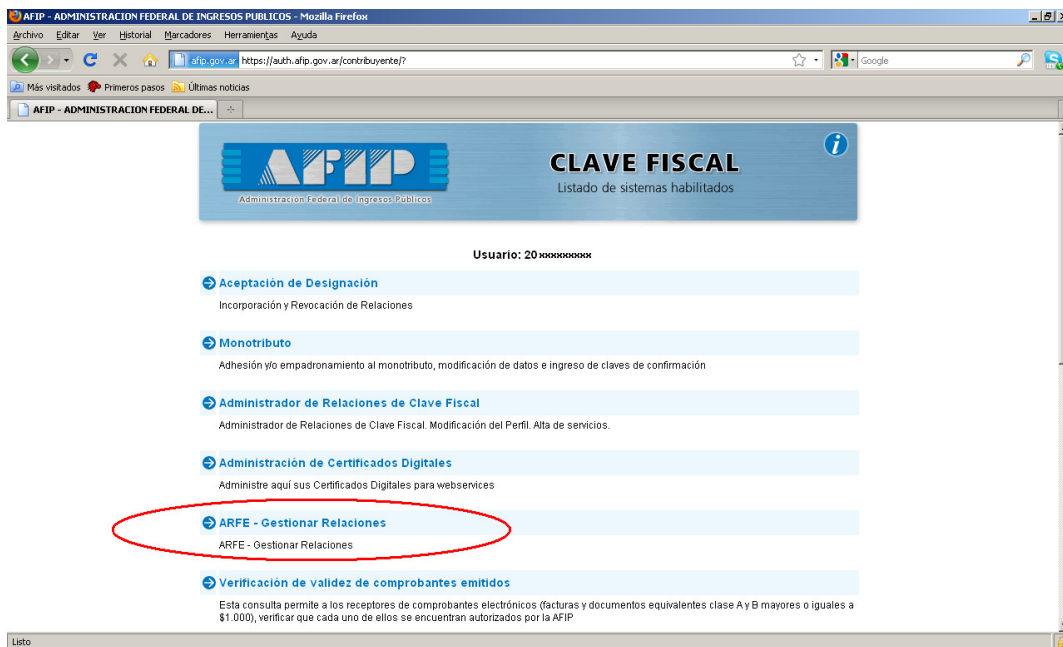 AFIP - ADMINISTRACION FEDERAL DE INGRESOS PUBLICOS - Mozilla Firefox
Archivo Editar Ver Historial Marcadores Herramientas Ayuda
afip.gov.ar https://auth.afip.gov.ar/contribuyente/? Google
Más visitados Primeros pasos Últimas noticias
AFIP - ADMINISTRACION FEDERAL DE...
AFIP
Administración Federal de Ingresos Públicos
CLAVE FISCAL
Listado de sistemas habilitados
Usuario: 20xxxxxxxxx
Aceptación de Designación
Incorporación y Revocación de Relaciones
Monotributo
Adhesión y/o empadronamiento al monotributo, modificación de datos e ingreso de claves de confirmación
Administrador de Relaciones de Clave Fiscal
Administrador de Relaciones de Clave Fiscal. Modificación del Perfil. Alta de servicios.
Administración de Certificados Digitales
Administre aquí sus Certificados Digitales para webservices
ARFE - Gestionar Relaciones
ARFE - Gestionar Relaciones
Verificación de validez de comprobantes emitidos
Esta consulta permite a los receptores de comprobantes electrónicos (facturas y documentos equivalentes clase A y B mayores o iguales a
$1.000), verificar que cada uno de ellos se encuentran autorizados por la AFIP
Listo